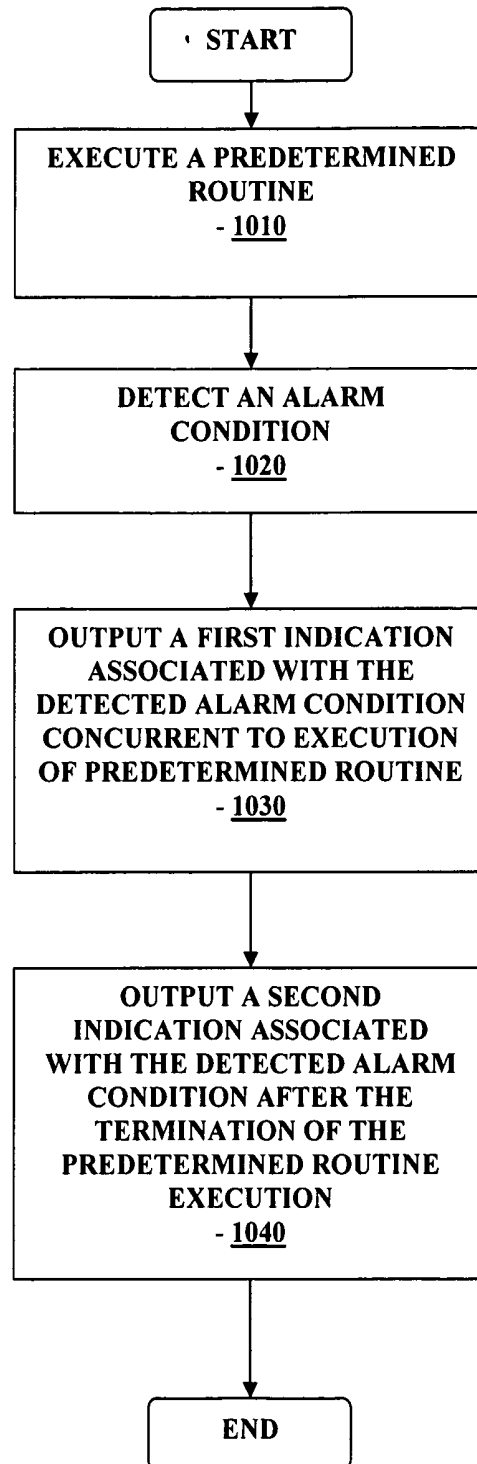 START
EXECUTE A PREDETERMINED
ROUTINE
- 1010
DETECT AN ALARM
CONDITION
- 1020
OUTPUT A FIRST INDICATION
ASSOCIATED WITH THE
DETECTED ALARM CONDITION
CONCURRENT TO EXECUTION
OF PREDETERMINED ROUTINE
- 1030
OUTPUT A SECOND
INDICATION ASSOCIATED
WITH THE DETECTED ALARM
CONDITION AFTER THE
TERMINATION OF THE
PREDETERMINED ROUTINE
EXECUTION
- 1040
END